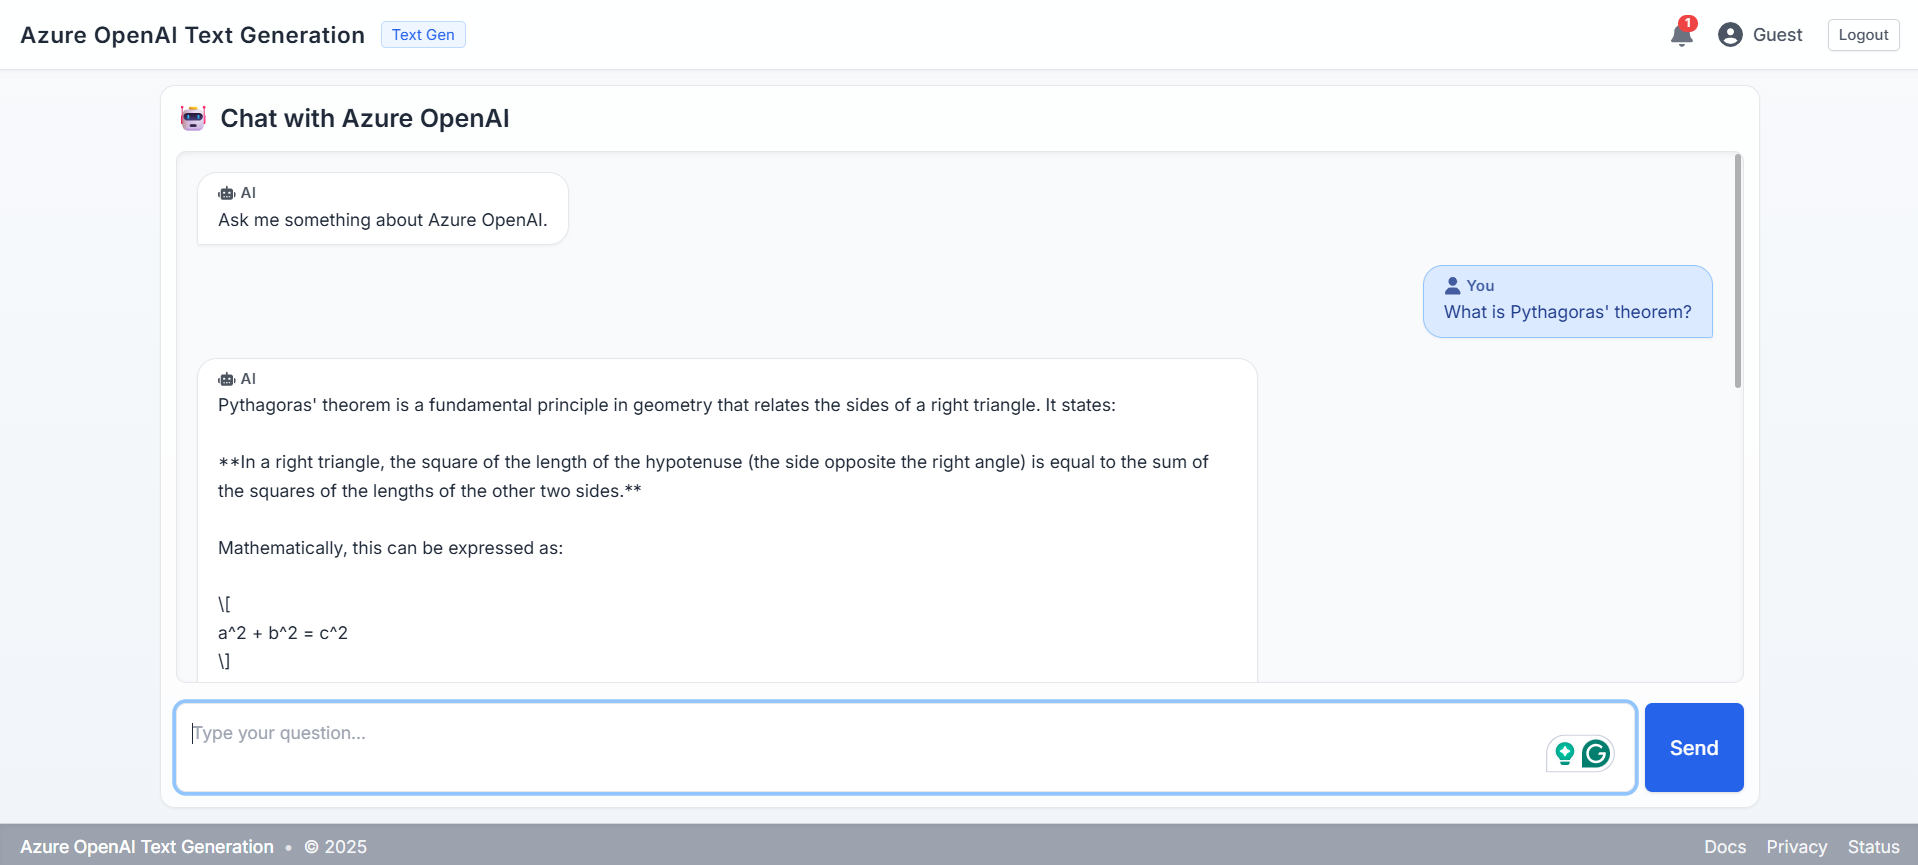 Azure OpenAI Text Generation
Text Gen
1
Guest
Logout
Chat with Azure OpenAI
AI
Ask me something about Azure OpenAI.
You
What is Pythagoras' theorem?
AI
Pythagoras' theorem is a fundamental principle in geometry that relates the sides of a right triangle. It states:
**In a right triangle, the square of the length of the hypotenuse (the side opposite the right angle) is equal to the sum of
the squares of the lengths of the other two sides.**
Mathematically, this can be expressed as:
\[
a^2 + b^2 = c^2
\]
Type your question...
Send
Azure OpenAI Text Generation • © 2025
Docs
Privacy
Status